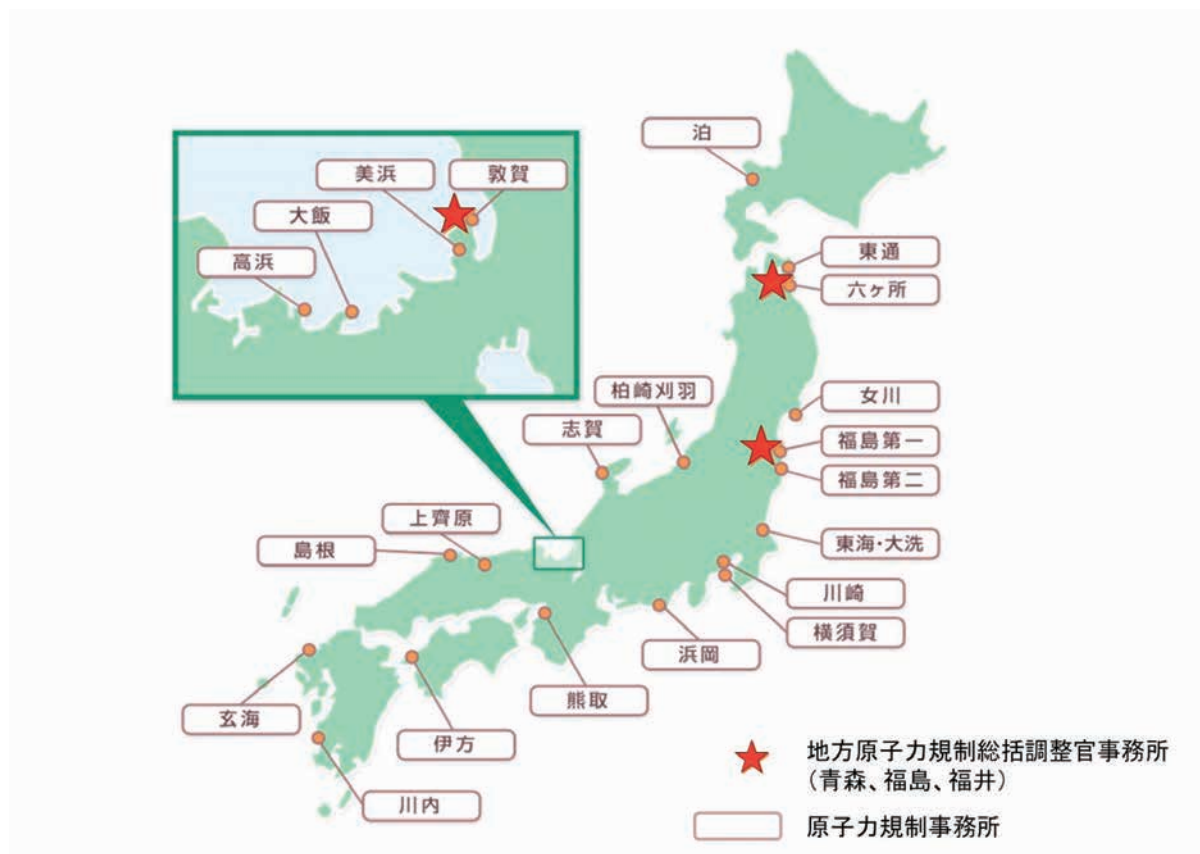 泊
美浜
敦賀
大飯
高浜
東通
六ヶ所
柏崎刈羽
女川
志賀
福島第一
福島第二
上齊原
島根
東海・大洗
川崎
横須賀
浜岡
熊取
玄海
伊方
川内
地方原子力規制総括調整官事務所
（青森、福島、福井）
原子力規制事務所